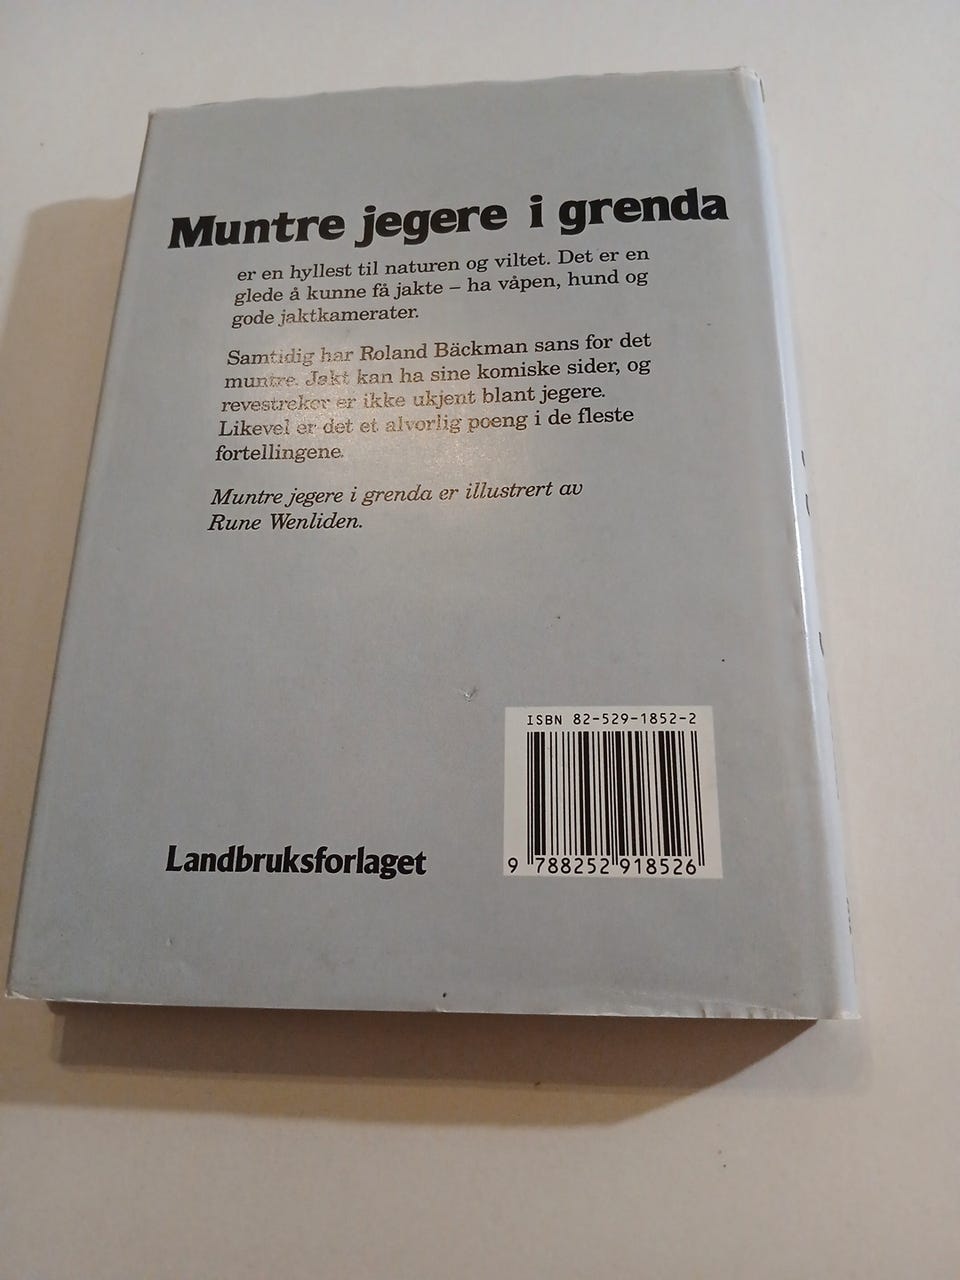 Muntre jegere i grenda
er en hyllest til naturen og viltet. Det er en
glede å kunne få jakte – ha våpen, hund og
gode jaktkamerater.
Samtidig har Roland Bäckman sans for det
muntre. Jakt kan ha sine komiske sider, og
revestreker er ikke ukjent blant jegere.
Likevel er det et alvorlig poeng i de fleste
fortellingene.
Muntre jegere i grenda er illustrert av
Rune Wenliden.
ISBN 82-529-1852-2
9 788252 918526
Landbruksforlaget